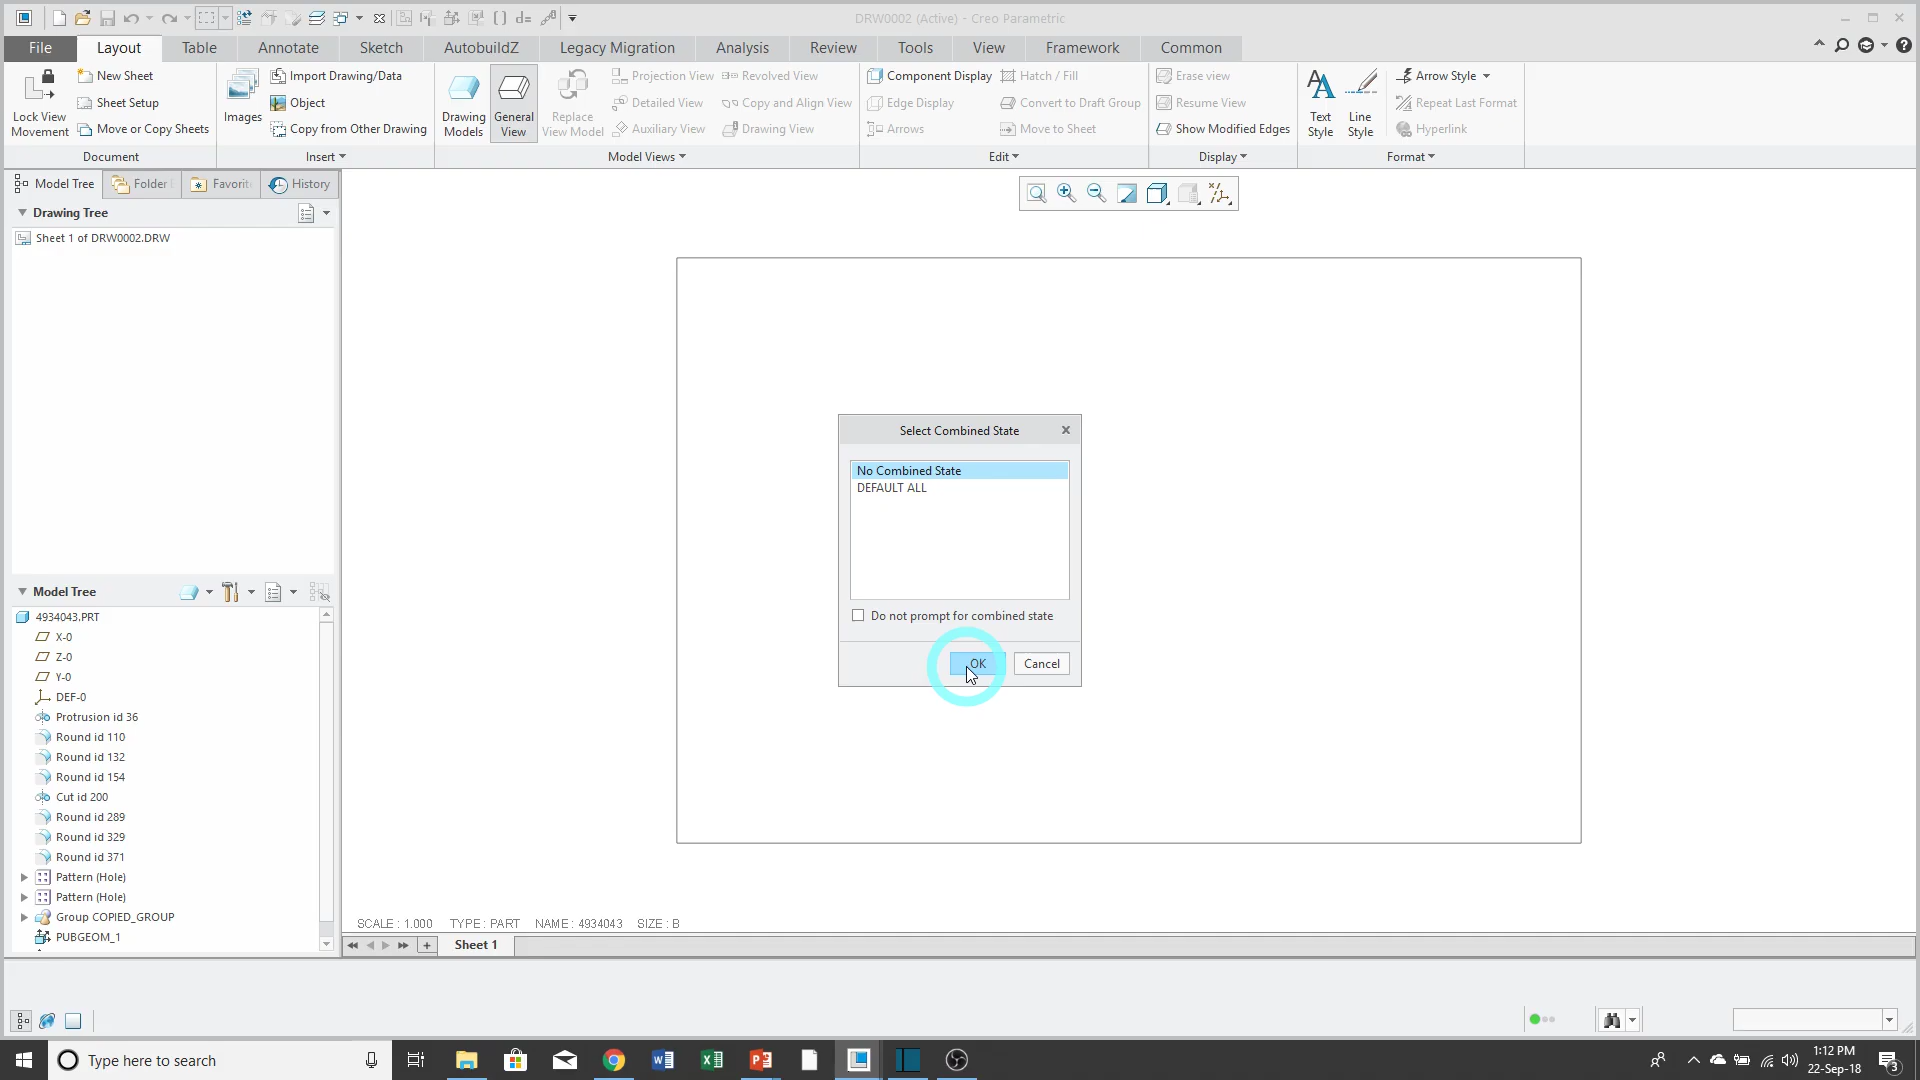 DRW0002 (Active) - Creo Parametric
File Layout Table Annotate Sketch AutobuildZ Legacy Migration Analysis Review Tools View Framework Common
Lock View Movement
New Sheet
Sheet Setup
Move or Copy Sheets
Document
Images
Import Drawing/Data
Object
Copy from Other Drawing
Insert
Drawing Models
General View
Replace View Model
Projection View
Detailed View
Auxiliary View
Revolved View
Copy and Align View
Drawing View
Model Views
Component Display
Edge Display
Arrows
Hatch / Fill
Convert to Draft Group
Move to Sheet
Edit
Erase view
Resume View
Show Modified Edges
Display
Text Style
Line Style
Arrow Style
Repeat Last Format
Hyperlink
Format
Model Tree Folder Favorit History
Drawing Tree
Sheet 1 of DRW0002.DRW
Model Tree
4934043.PRT
X-0
Z-0
Y-0
DEF-0
Protrusion id 36
Round id 110
Round id 132
Round id 154
Cut id 200
Round id 289
Round id 329
Round id 371
Pattern (Hole)
Pattern (Hole)
Group COPIED_GROUP
PUBGEOM_1
Select Combined State
No Combined State
DEFAULT ALL
Do not prompt for combined state
OK Cancel
SCALE : 1.000 TYPE : PART NAME : 4934043 SIZE : B
Sheet 1
Type here to search
1:12 PM
22-Sep-18
3